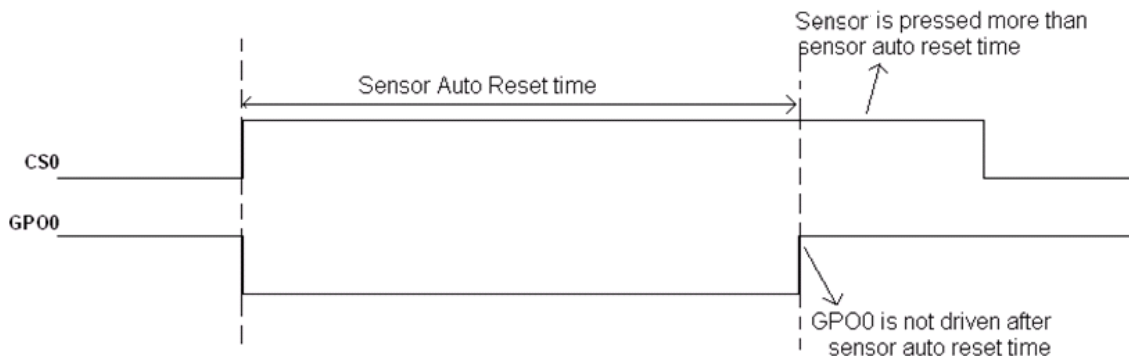 Sensor is pressed more than
sensor auto reset time
Sensor Auto Reset time
CS0
GPO0
GPO0 is not driven after
sensor auto reset time